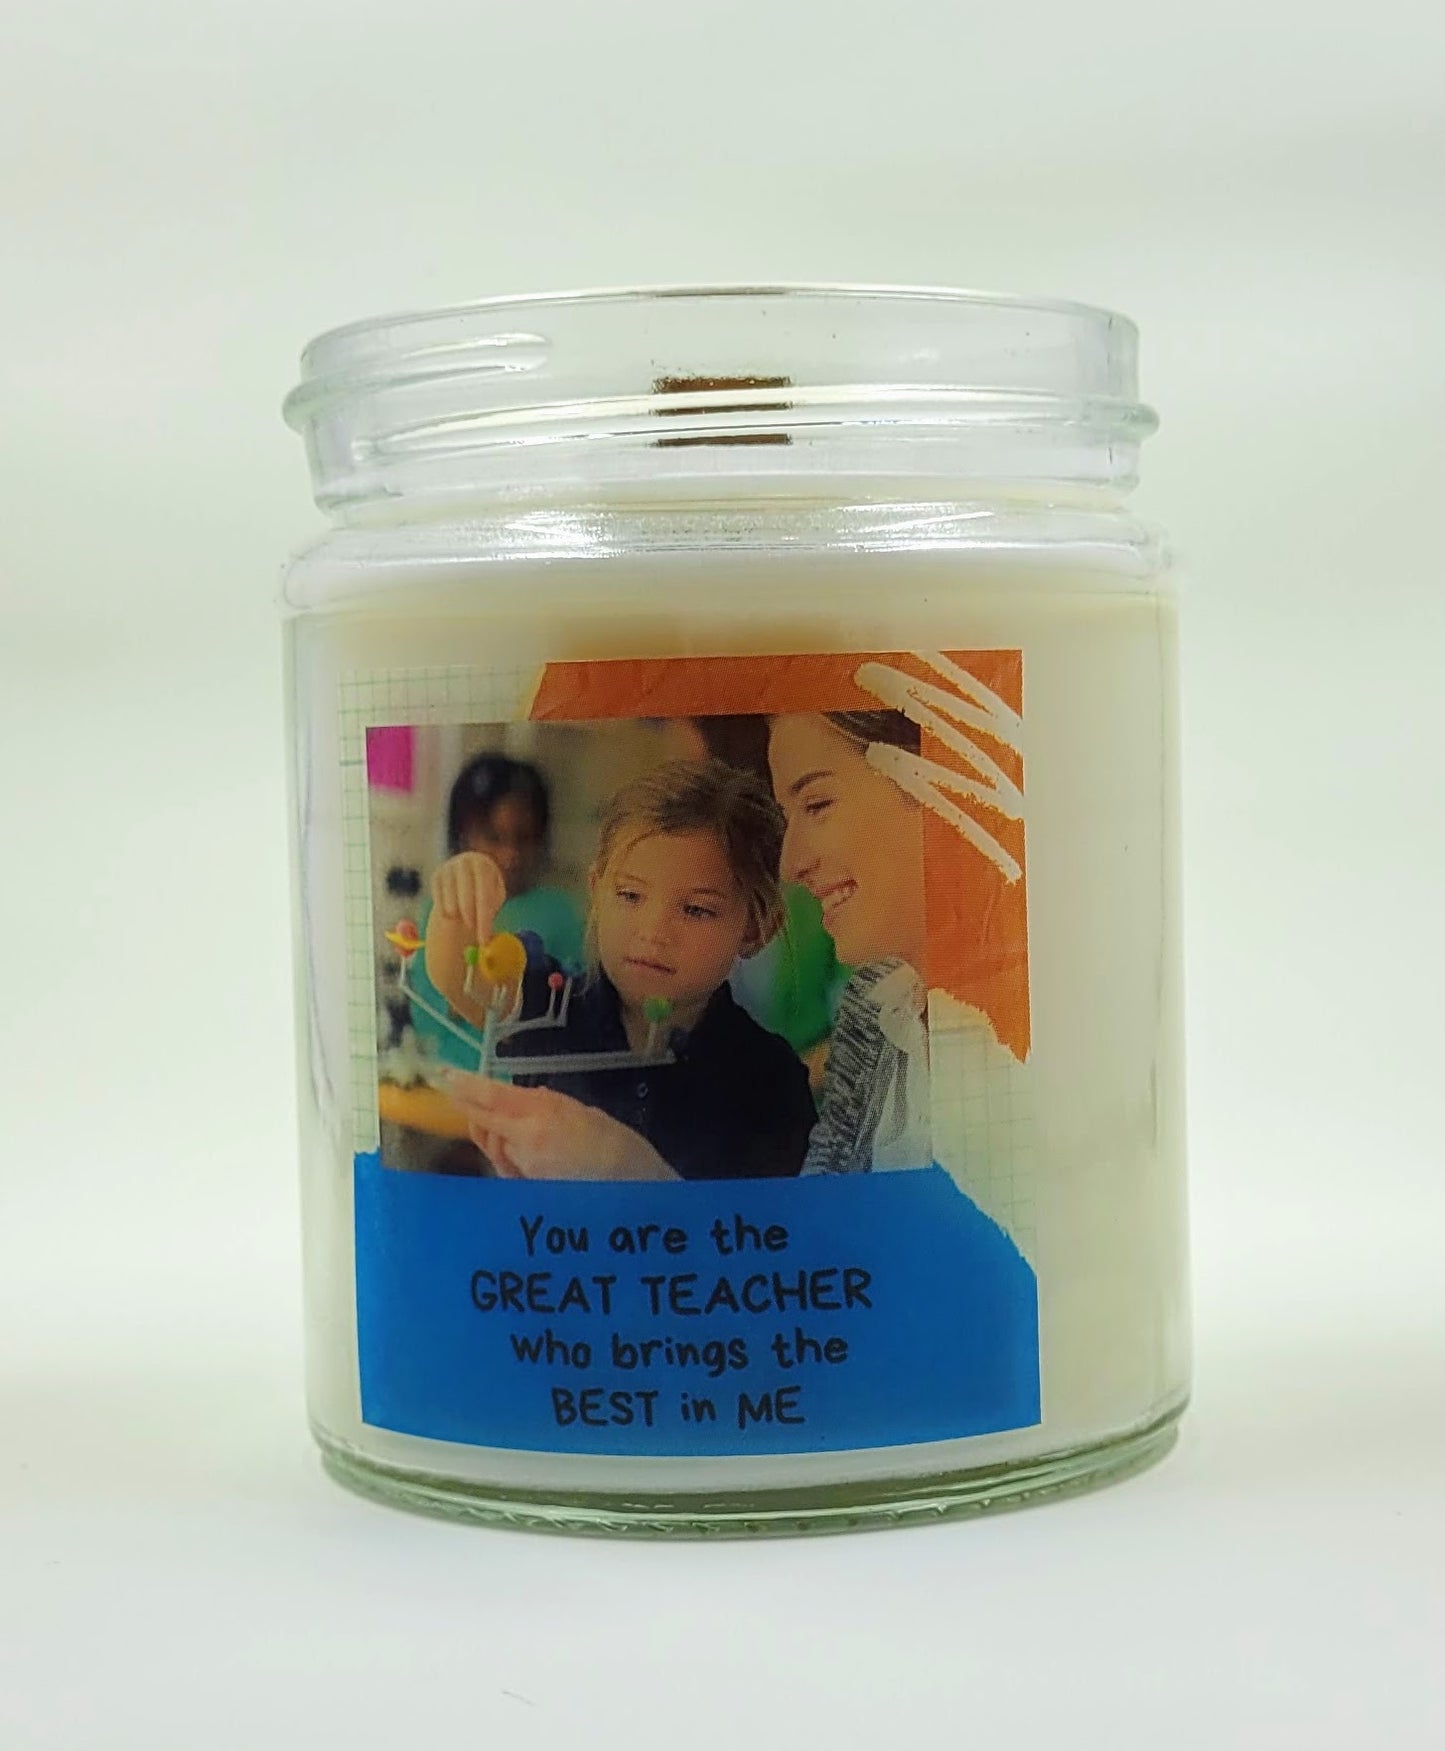 You are the
GREAT TEACHER
who brings the
BEST in ME